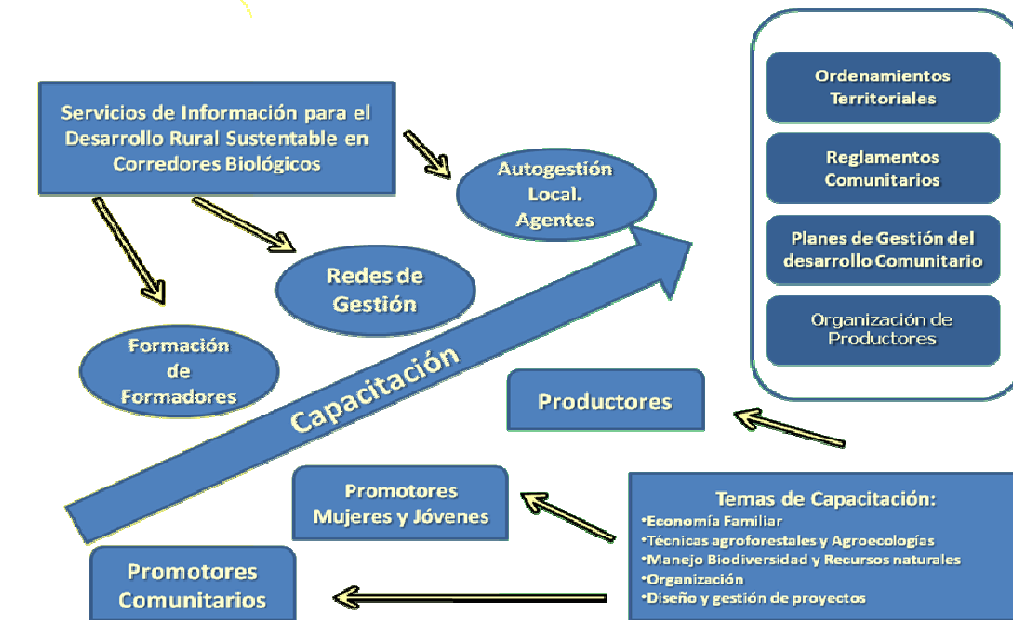 Servicios de Información para el
Desarrollo Rural Sustentable en
Corredores Biológicos
Autogestión
Local.
Agentes
Redes de
Gestión
Formación
de
Formadores
Capacitación
Ordenamientos
Territoriales
Reglamentos
Comunitarios
Planes de Gestión del
desarrollo Comunitario
Organización de
Productores
Productores
Promotores
Mujeres y Jóvenes
Promotores
Comunitarios
Temas de Capacitación:
•Economía Familiar
•Técnicas agroforestales y Agroecologías
•Manejo Biodiversidad y Recursos naturales
•Organización
•Diseño y gestión de proyectos